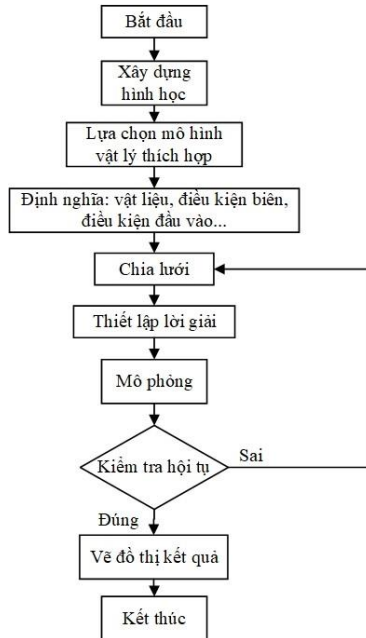 Bắt đầu
Xây dựng
hình học
Lựa chọn mô hình
vật lý thích hợp
Định nghĩa: vật liệu, điều kiện biên,
điều kiện đầu vào...
Chia lưới
Thiết lập lời giải
Mô phỏng
Kiểm tra hội tụ
Sai
Đúng
Vẽ đồ thị kết quả
Kết thúc